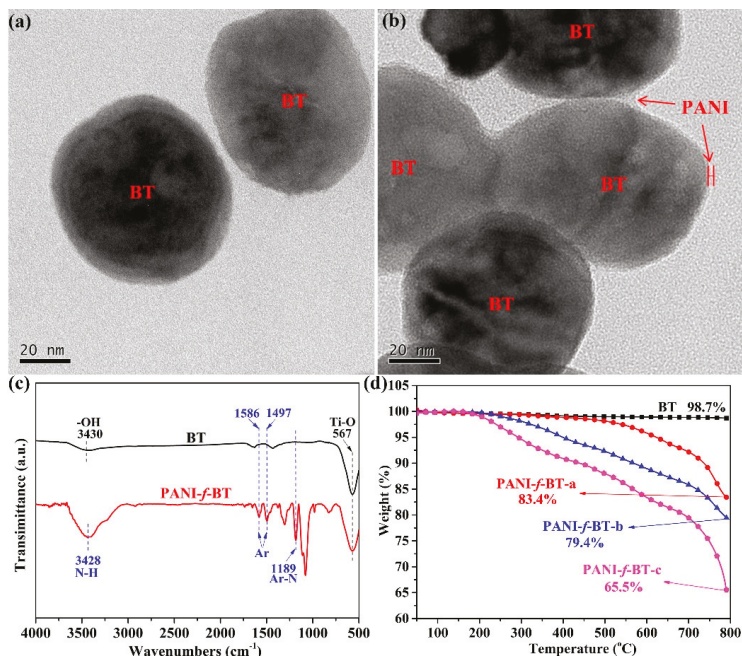 (a)
BT
BT
20 nm
(b)
BT
PANI
BT
BT
BT
20 nm
(c)
-OH
3430
1586
1497
Ti-O
567
BT
PANI-f-BT
3428
N-H
Ar
1189
Ar-N
Transimittance (a.u.)
4000 3500 3000 2500 2000 1500 1000 500
Wavenumbers (cm-1)
(d)
105
100
95
90
85
80
75
70
65
60
BT 98.7%
PANI-f-BT-a
83.4%
PANI-f-BT-b
79.4%
PANI-f-BT-c
65.5%
Weight (%)
100 200 300 400 500 600 700 800
Temperature (°C)